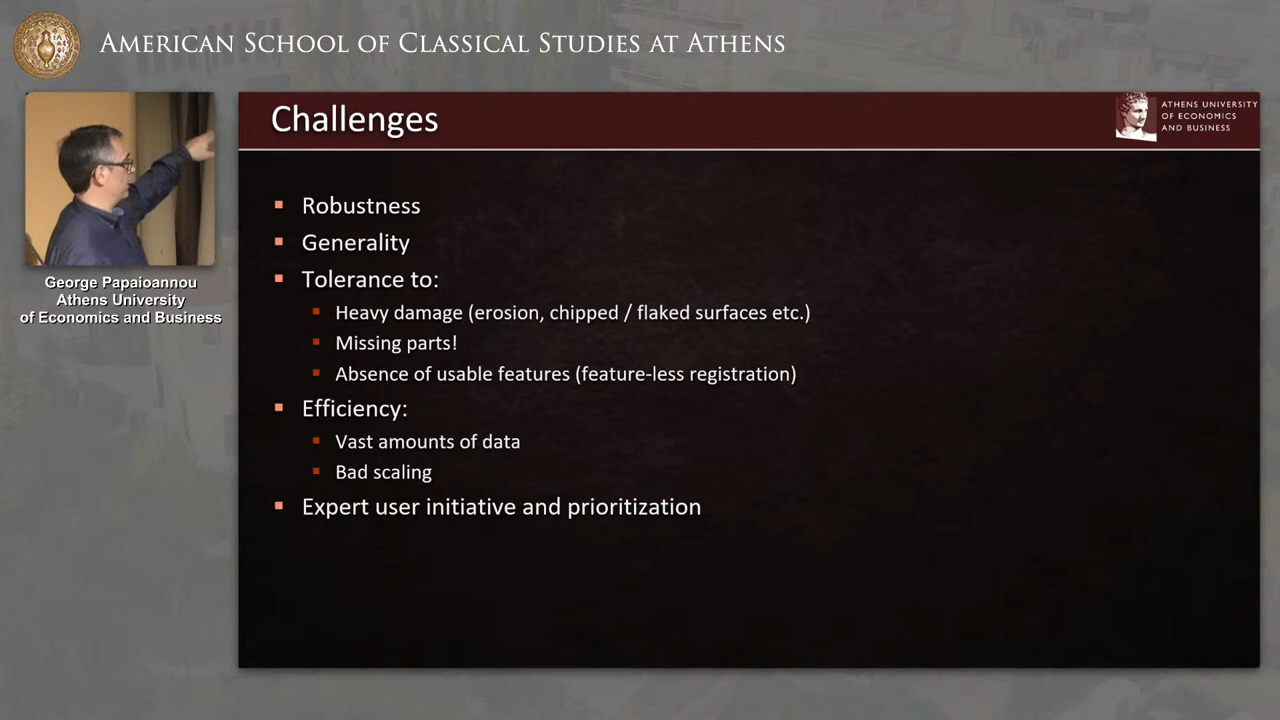 AMERICAN SCHOOL OF CLASSICAL STUDIES AT ATHENS
Challenges
ATHENS UNIVERSITY
OF ECONOMICS
AND BUSINESS
George Papaioannou
Athens University
of Economics and Business
Robustness
Generality
Tolerance to:
Heavy damage (erosion, chipped / flaked surfaces etc.)
Missing parts!
Absence of usable features (feature-less registration)
Efficiency:
Vast amounts of data
Bad scaling
Expert user initiative and prioritization